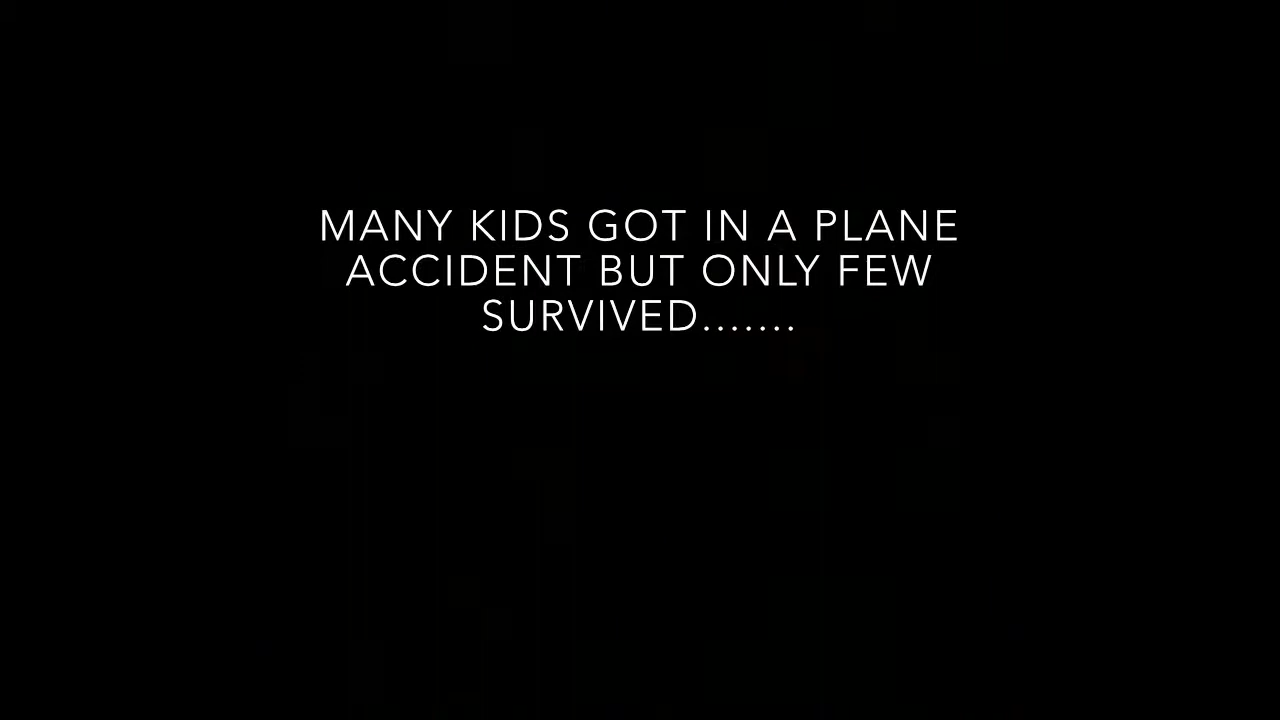 MANY KIDS GOT IN A PLANE
ACCIDENT BUT ONLY FEW
SURVIVED.......